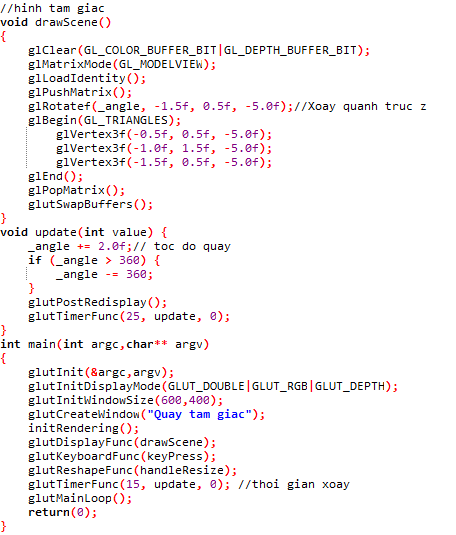 //hinh tam giac
void drawScene()
{
    glClear(GL_COLOR_BUFFER_BIT|GL_DEPTH_BUFFER_BIT);
    glMatrixMode(GL_MODELVIEW);
    glLoadIdentity();
    glPushMatrix();
    glRotatef(_angle, -1.5f, 0.5f, -5.0f);//Xoay quanh truc z
    glBegin(GL_TRIANGLES);
        glVertex3f(-0.5f, 0.5f, -5.0f);
        glVertex3f(-1.0f, 1.5f, -5.0f);
        glVertex3f(-1.5f, 0.5f, -5.0f);
    glEnd();
    glPopMatrix();
    glutSwapBuffers();
}
void update(int value) {
    _angle += 2.0f;// toc do quay
    if (_angle > 360) {
        _angle -= 360;
    }
    glutPostRedisplay();
    glutTimerFunc(25, update, 0);
}
int main(int argc,char** argv)
{
    glutInit(&argc,argv);
    glutInitDisplayMode(GLUT_DOUBLE|GLUT_RGB|GLUT_DEPTH);
    glutInitWindowSize(600,400);
    glutCreateWindow("Quay tam giac");
    initRendering();
    glutDisplayFunc(drawScene);
    glutKeyboardFunc(keyPress);
    glutReshapeFunc(handleResize);
    glutTimerFunc(15, update, 0); //thoi gian xoay
    glutMainLoop();
    return(0);
}